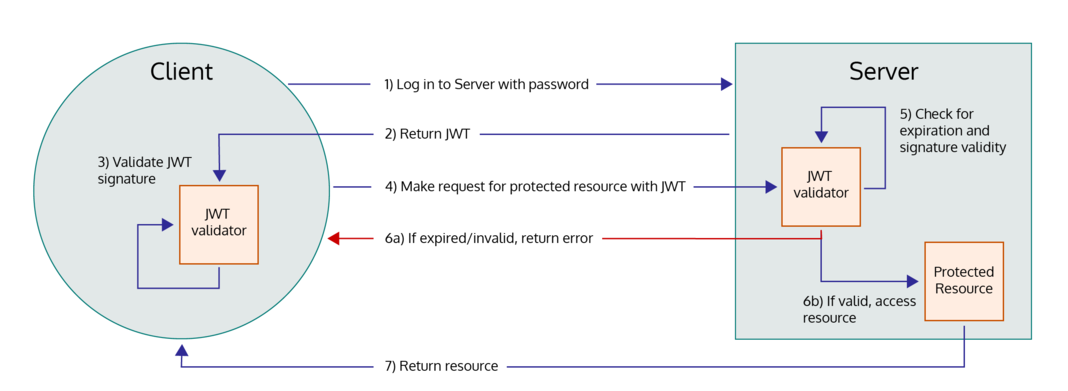 Client
Server
1) Log in to Server with password
2) Return JWT
3) Validate JWT
signature
JWT
validator
4) Make request for protected resource with JWT
JWT
validator
5) Check for
expiration and
signature validity
6a) If expired/invalid, return error
6b) If valid, access
resource
Protected
Resource
7) Return resource